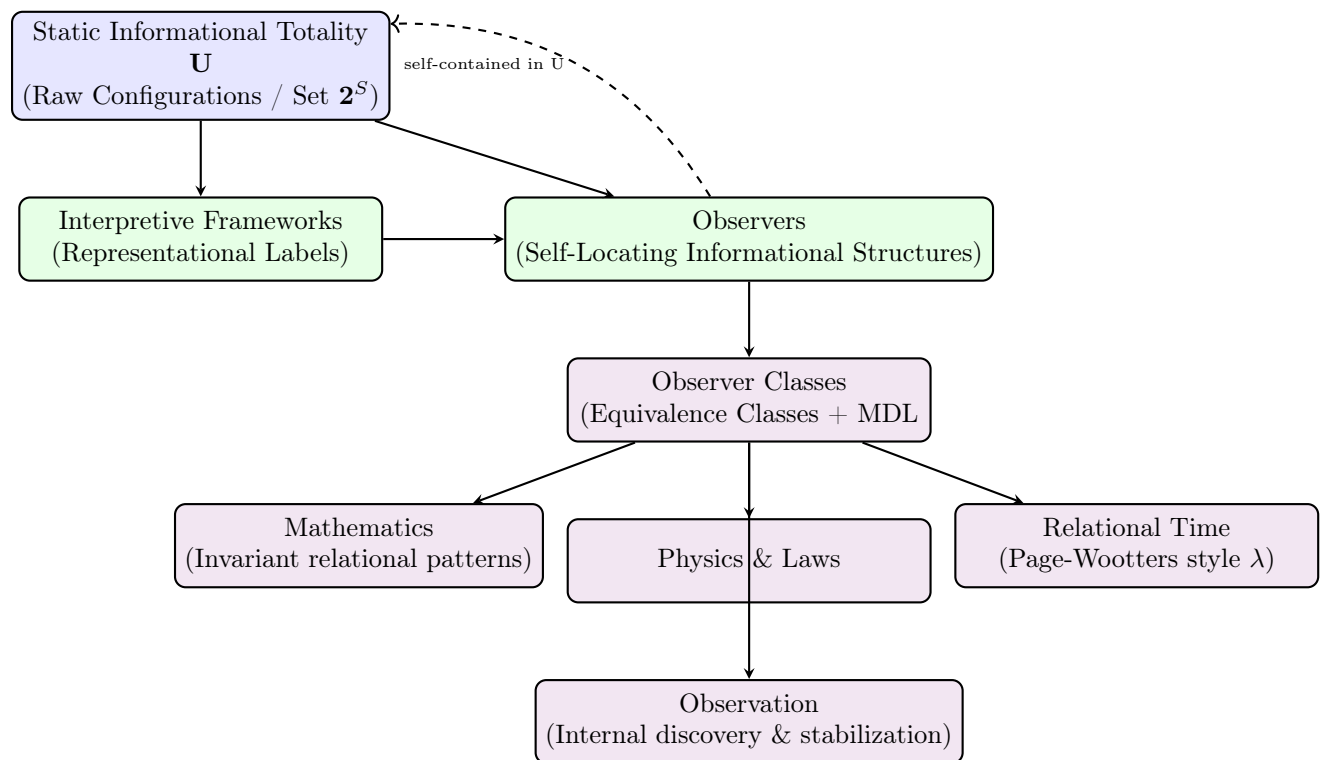 Static Informational Totality
U
(Raw Configurations / Set 2^S)
self-contained in U
Interpretive Frameworks
(Representational Labels)
Observers
(Self-Locating Informational Structures)
Observer Classes
(Equivalence Classes + MDL
Mathematics
(Invariant relational patterns)
Physics & Laws
Relational Time
(Page-Wootters style λ)
Observation
(Internal discovery & stabilization)